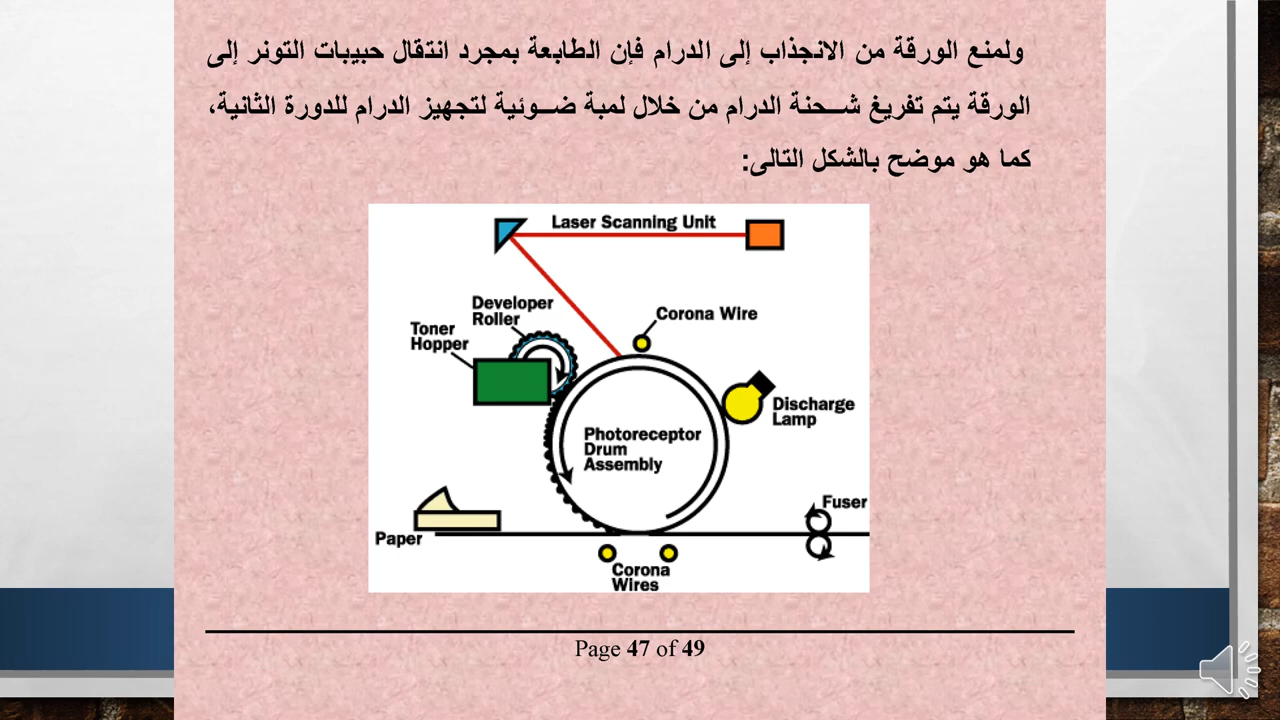 ولمنع الورقة من الانجذاب إلى الدرام فإن الطابعة بمجرد انتقال حبيبات التونر إلى
الورقة يتم تفريغ شـــحنة الدرام من خلال لمبة ضـــوئية لتجهيز الدرام للدورة الثانية،
كما هو موضح بالشكل التالى:
Laser Scanning Unit
Developer
Roller
Corona Wire
Toner
Hopper
Discharge
Lamp
Photoreceptor
Drum
Assembly
Fuser
Paper
Corona
Wires
Page 47 of 49